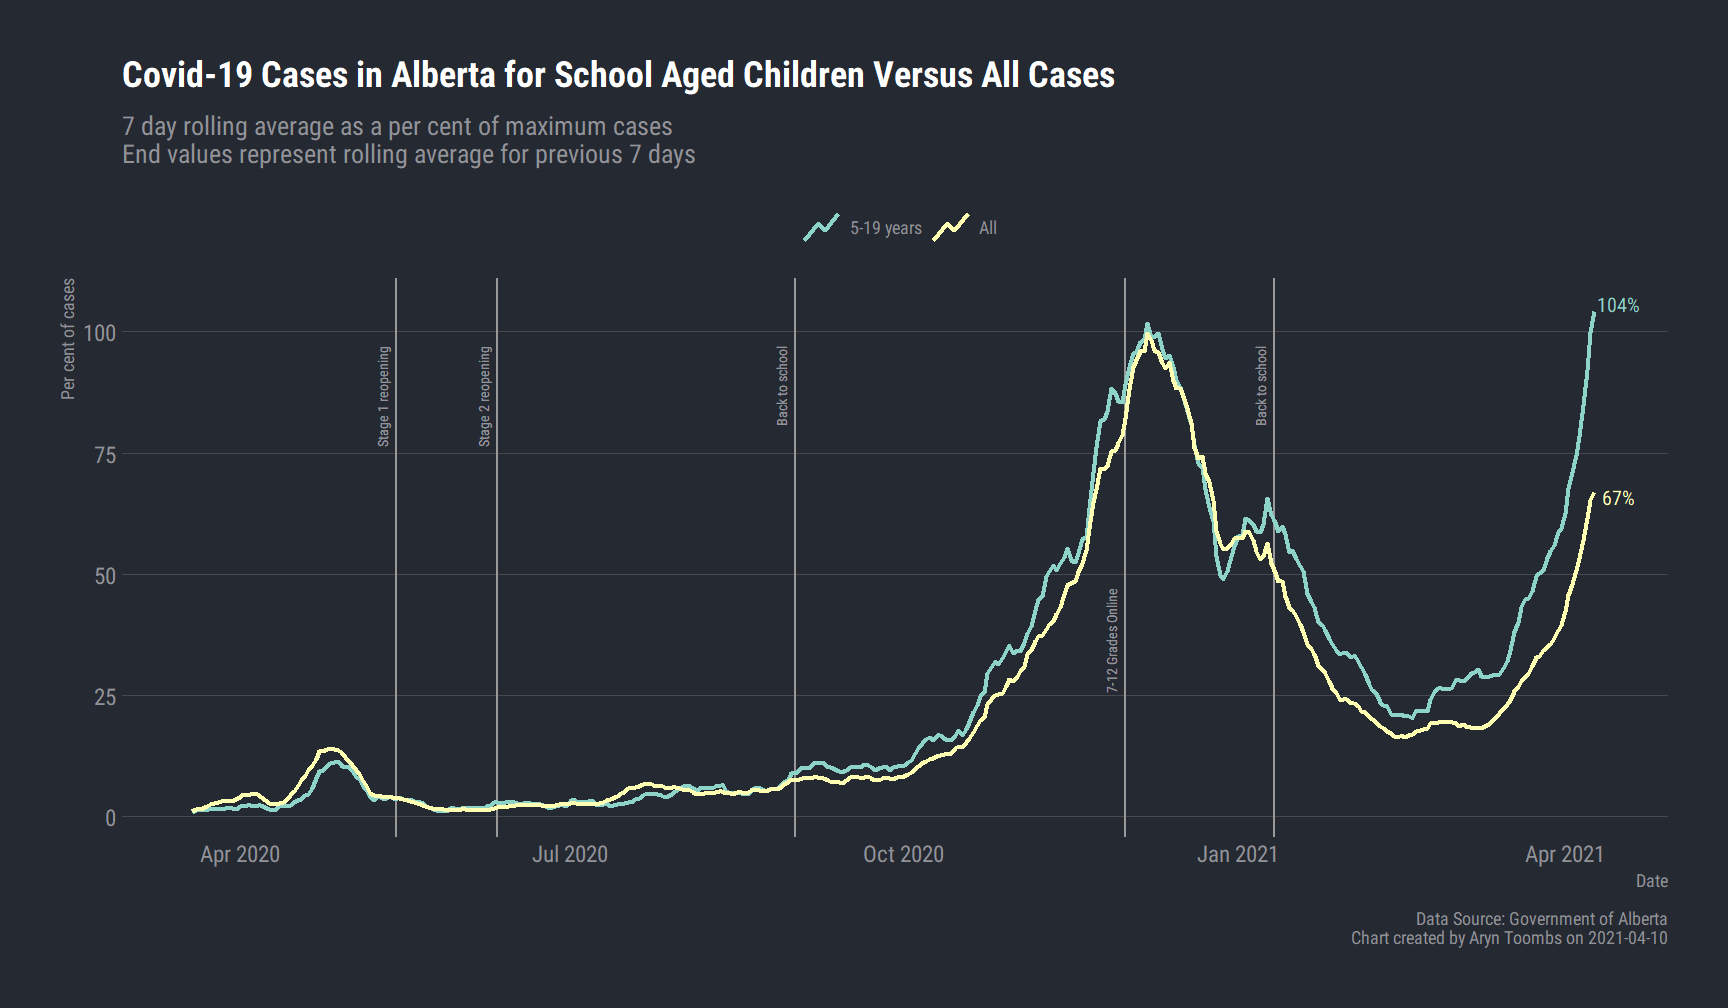 Covid-19 Cases in Alberta for School Aged Children Versus All Cases
7 day rolling average as a per cent of maximum cases
End values represent rolling average for previous 7 days
5-19 years
All
Per cent of cases
100
75
50
25
0
Stage 1 reopening
Stage 2 reopening
Back to school
7-12 Grades Online
Back to school
104%
67%
Apr 2020
Jul 2020
Oct 2020
Jan 2021
Apr 2021
Date
Data Source: Government of Alberta
Chart created by Aryn Toombs on 2021-04-10